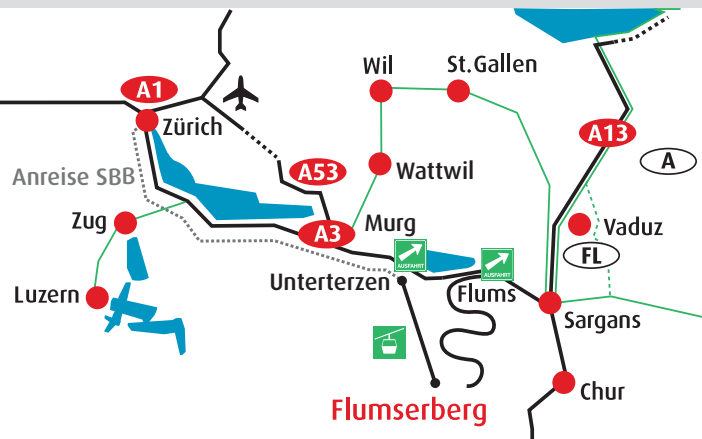 A1
Wil
St.Gallen
Zürich
A13
A
Anreise SBB
A53
Wattwil
Zug
A3
Murg
Vaduz
FL
AUSFAHRT
AUSFAHRT
Unterterzen
Flums
Luzern
Sargans
Chur
Flumserberg